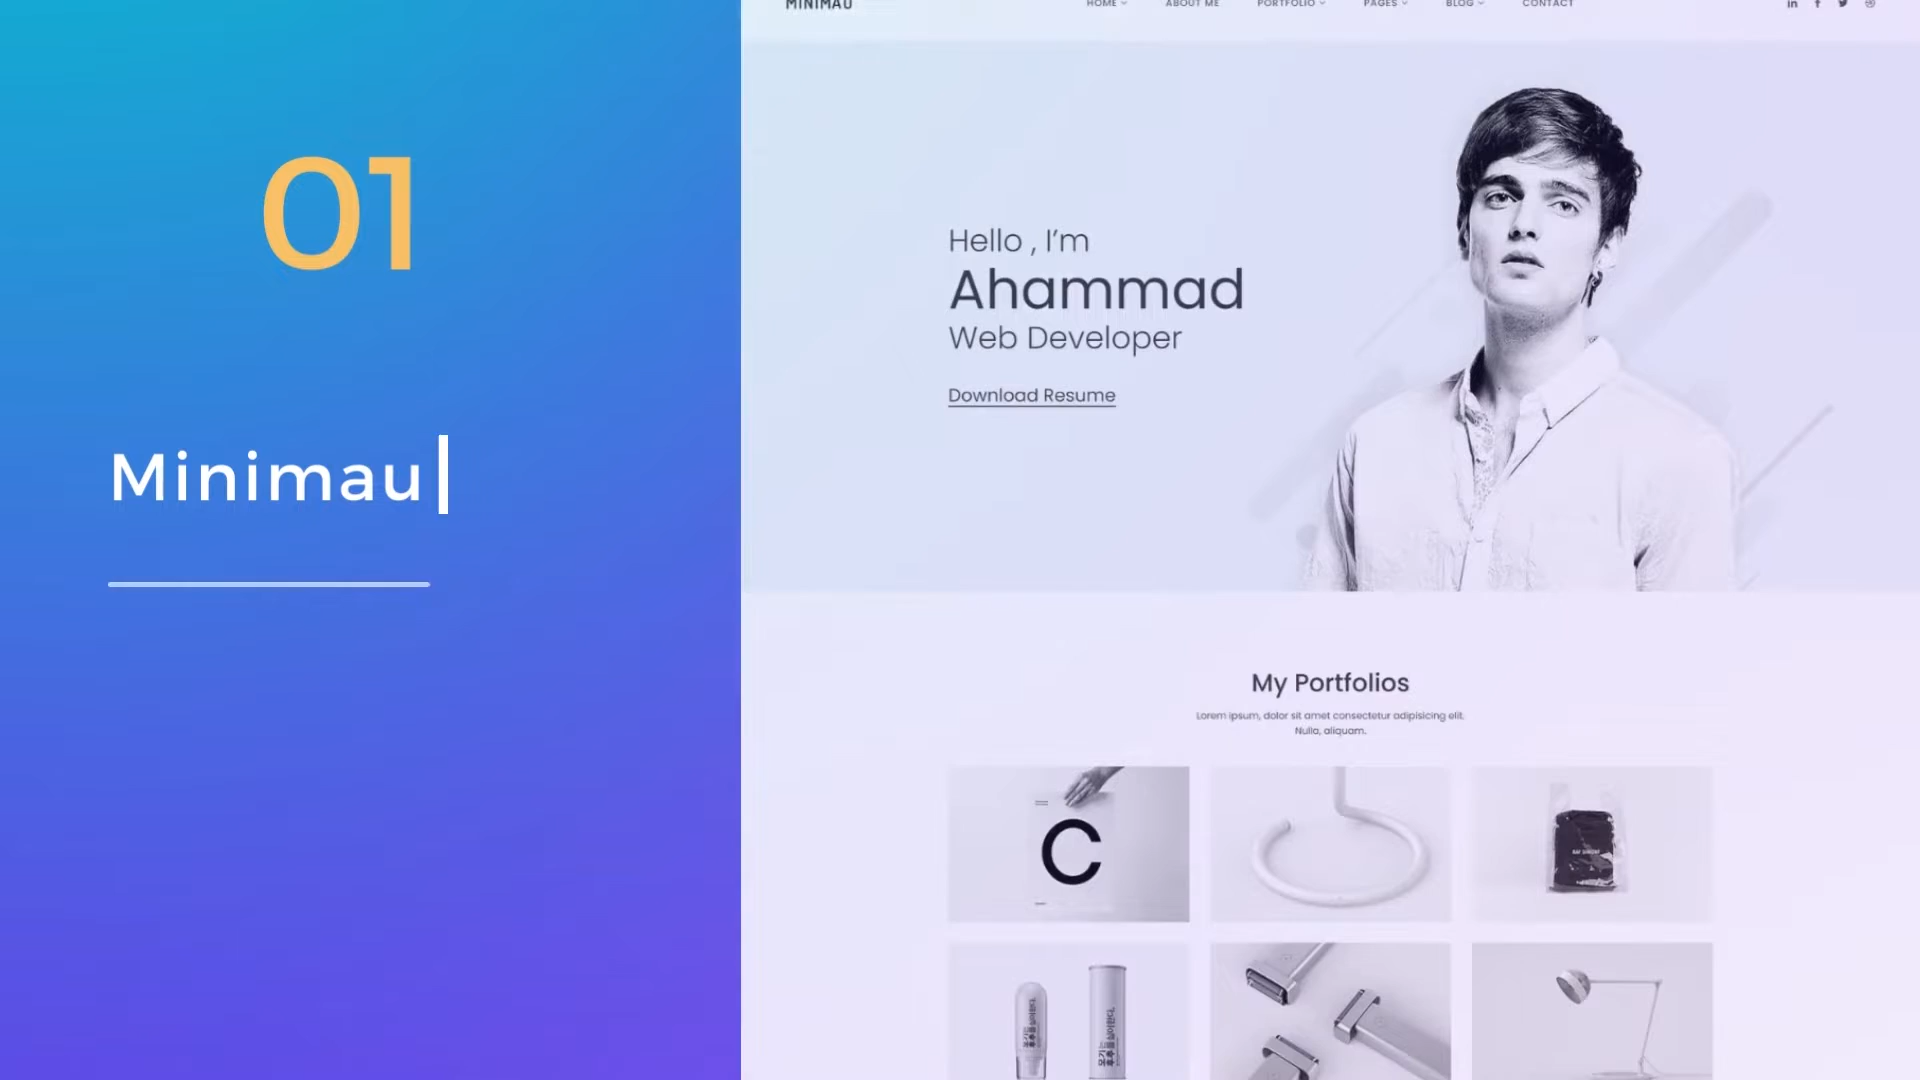 01
Minimau
MINIMAU
HOME
ABOUT ME
PORTFOLIO
PAGES
BLOG
CONTACT
Hello , I'm
Ahammad
Web Developer
Download Resume
My Portfolios
Lorem ipsum, dolor sit amet consectetur adipisicing elit.
Nulla, aliquam.
C